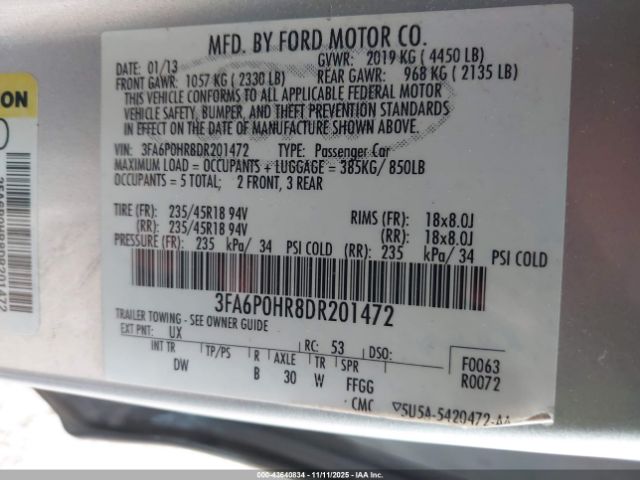 MFD. BY FORD MOTOR CO.
DATE: 01/13 GVWR: 2019 KG ( 4450 LB)
FRONT GAWR: 1057 KG ( 2330 LB) REAR GAWR: 968 KG ( 2135 LB)
THIS VEHICLE CONFORMS TO ALL APPLICABLE FEDERAL MOTOR
VEHICLE SAFETY, BUMPER, AND THEFT PREVENTION STANDARDS
IN EFFECT ON THE DATE OF MANUFACTURE SHOWN ABOVE.
VIN: 3FA6P0HR8DR201472 TYPE: Passenger Car
MAXIMUM LOAD = OCCUPANTS + LUGGAGE = 385KG/ 850LB
OCCUPANTS = 5 TOTAL; 2 FRONT, 3 REAR
TIRE (FR): 235/45R18 94V RIMS (FR): 18x8.0J
(RR): 235/45R18 94V (RR): 18x8.0J
PRESSURE (FR): 235 kPa/ 34 PSI COLD (RR): 235 kPa/ 34 PSI COLD
3FA6P0HR8DR201472
TRAILER TOWING - SEE OWNER GUIDE
EXT PNT: UX RC: 53 DSO: F0063
INT TR TP/PS R AXLE TR SPR R0072
DW B 30 W FFGG
CMC ▽5U5A-5420472-AA
3FA6P0HR8DR201472
00-43640834 | 11/11/2025 - IAA Inc.